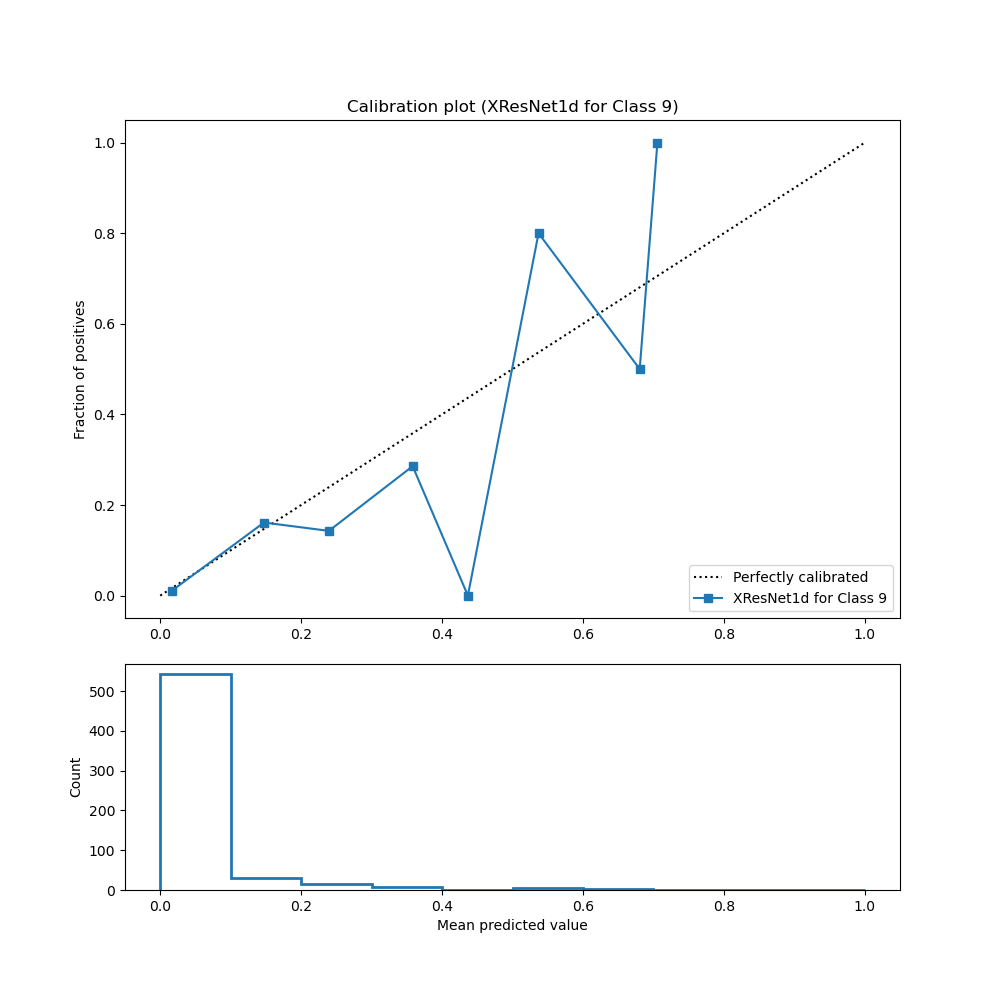 Calibration plot (XResNet1d for Class 9)
1.0
0.8
0.6
0.4
0.2
0.0
Fraction of positives
Perfectly calibrated
XResNet1d for Class 9
0.0 0.2 0.4 0.6 0.8 1.0
500
400
300
200
100
0
Count
0.0 0.2 0.4 0.6 0.8 1.0
Mean predicted value